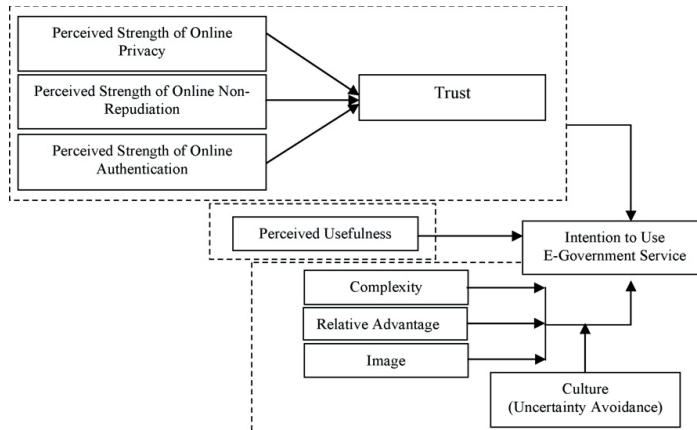 Perceived Strength of Online
Privacy
Perceived Strength of Online Non-
Repudiation
Perceived Strength of Online
Authentication
Trust
Perceived Usefulness
Intention to Use
E-Government Service
Complexity
Relative Advantage
Image
Culture
(Uncertainty Avoidance)